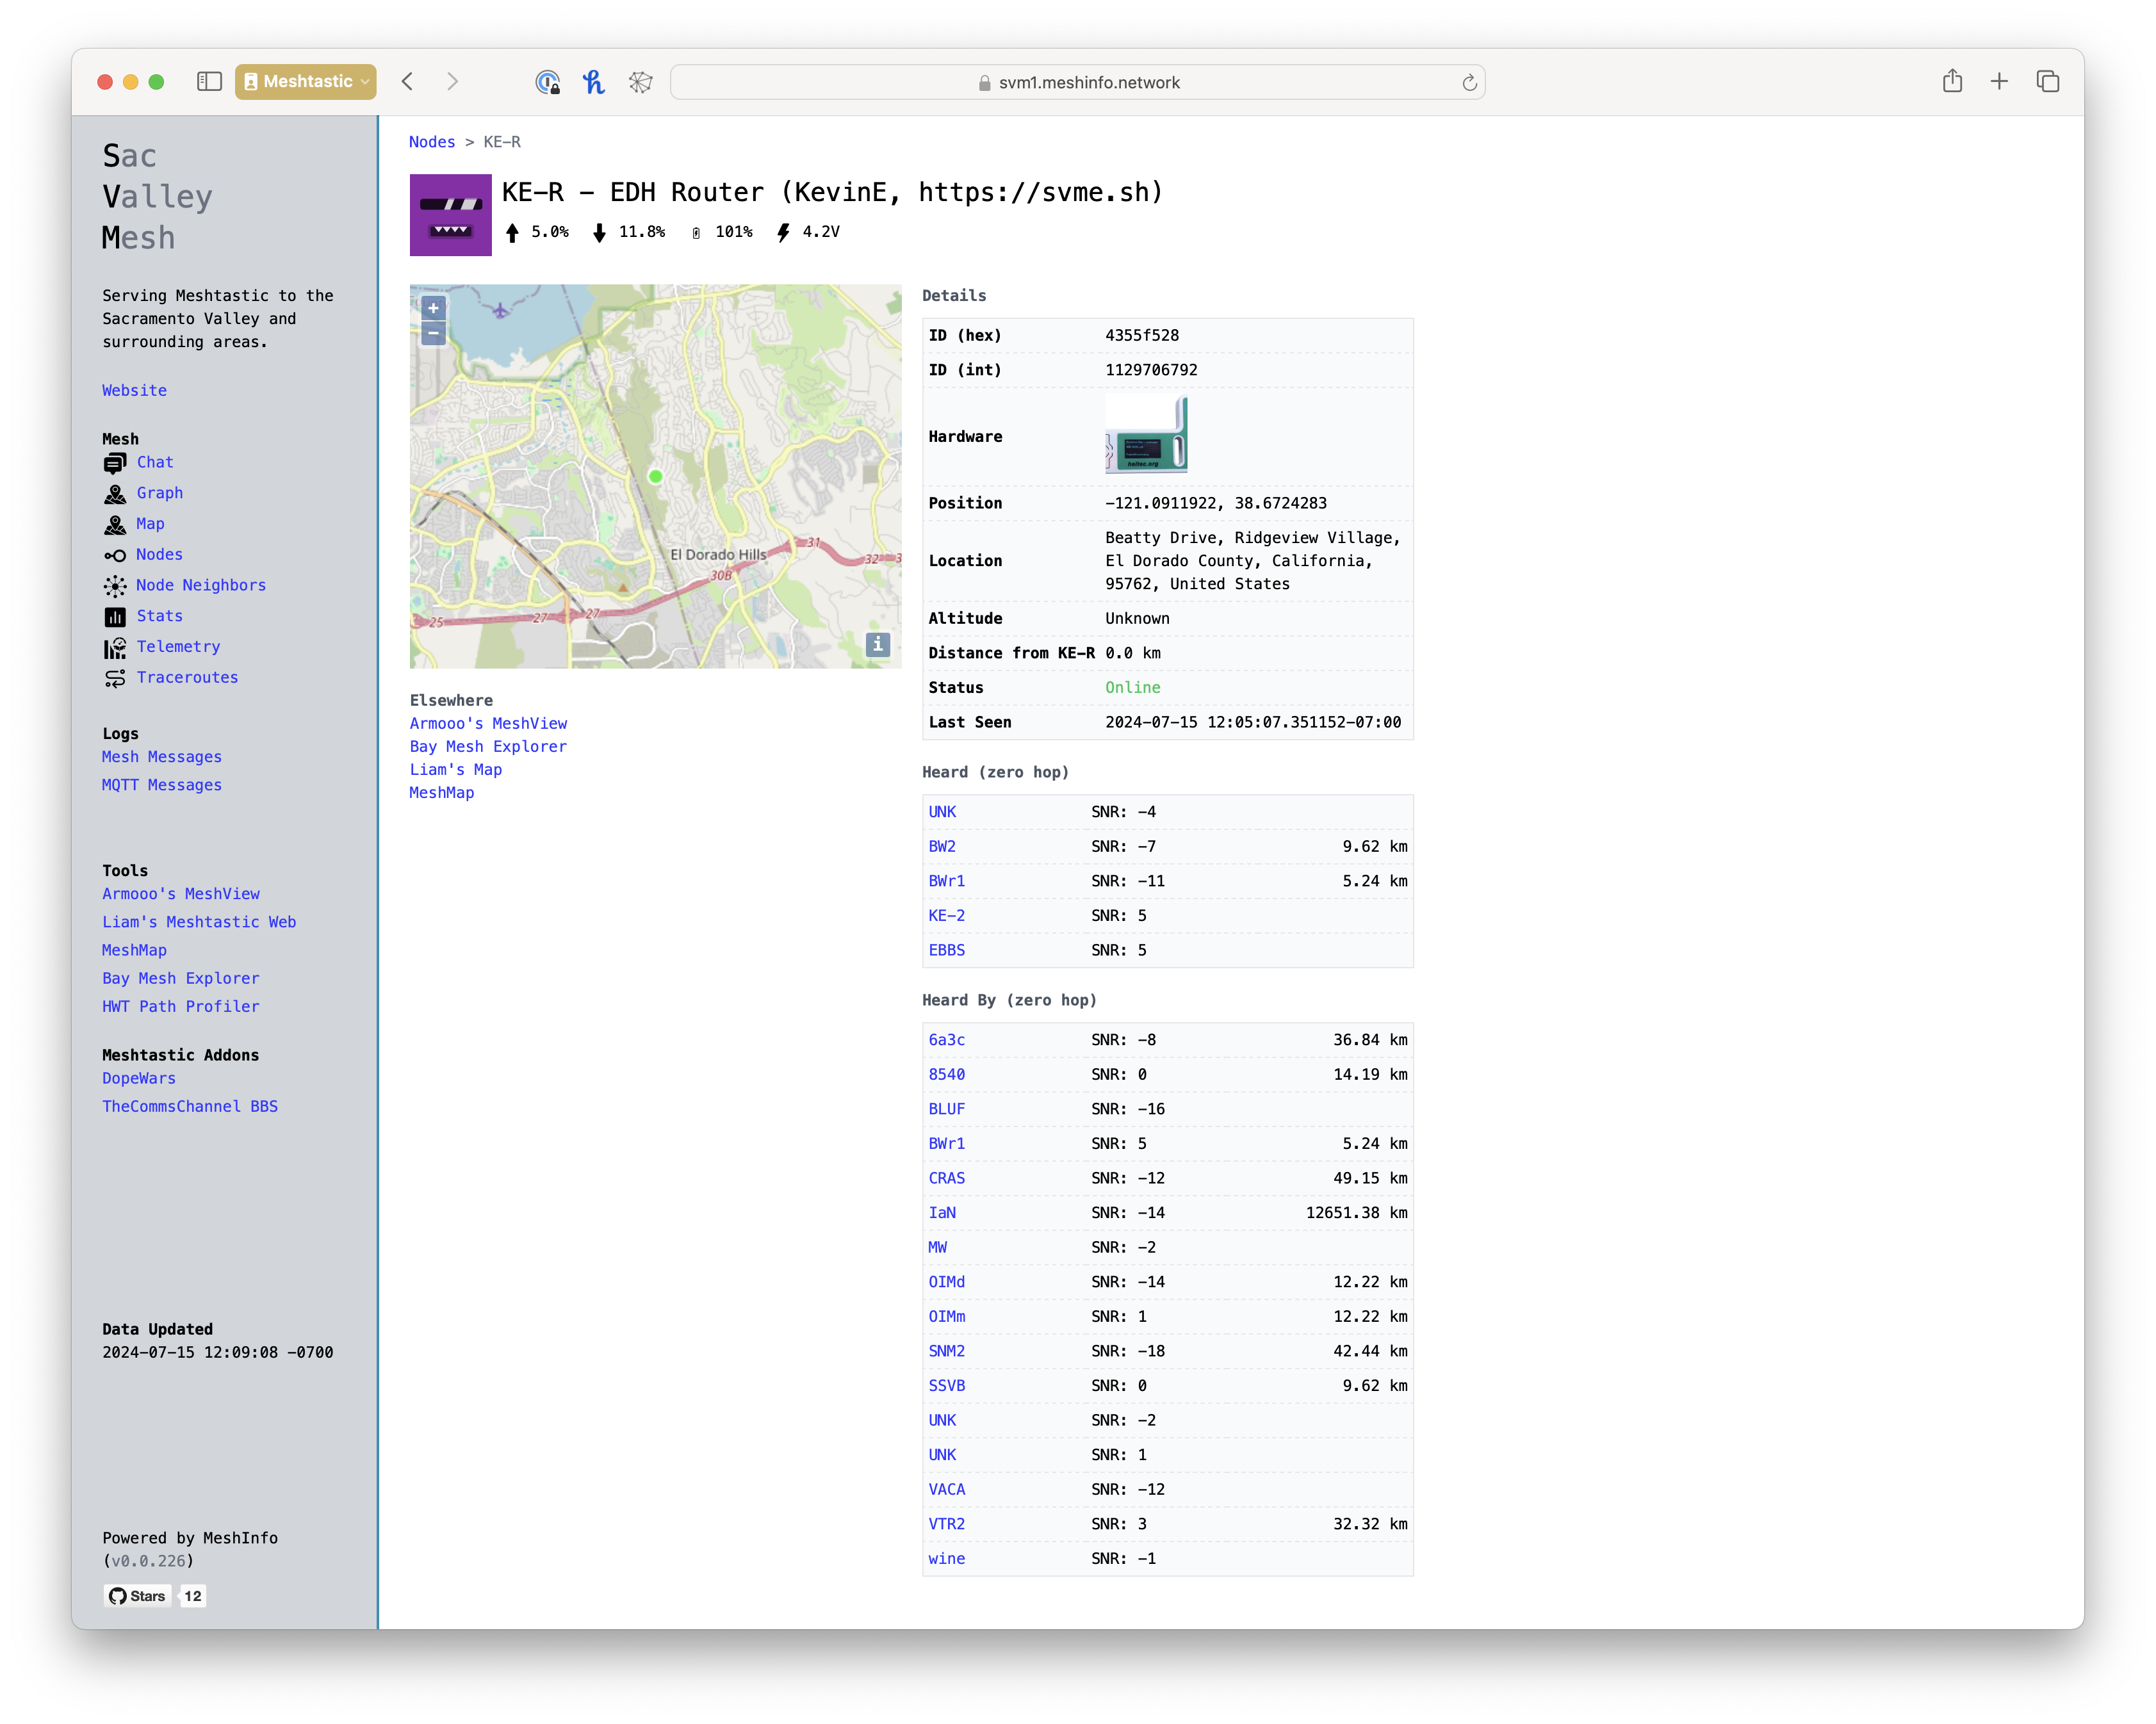 Meshtastic
svm1.meshinfo.network
Sac
Valley
Mesh
Serving Meshtastic to the
Sacramento Valley and
surrounding areas.
Website
Mesh
Chat
Graph
Map
Nodes
Node Neighbors
Stats
Telemetry
Traceroutes
Logs
Mesh Messages
MQTT Messages
Tools
Armooo's MeshView
Liam's Meshtastic Web
MeshMap
Bay Mesh Explorer
HWT Path Profiler
Meshtastic Addons
DopeWars
TheCommsChannel BBS
Data Updated
2024-07-15 12:09:08 -0700
Powered by MeshInfo
(v0.0.226)
Stars 12
Nodes > KE-R
KE-R - EDH Router (KevinE, https://svme.sh)
5.0% 11.8% 101% 4.2V
+
-
El Dorado Hills
31
32
3
30B
27
27
25
i
Elsewhere
Armooo's MeshView
Bay Mesh Explorer
Liam's Map
MeshMap
Details
ID (hex) 4355f528
ID (int) 1129706792
Hardware
heltec.org
Position -121.0911922, 38.6724283
Location Beatty Drive, Ridgeview Village,
El Dorado County, California,
95762, United States
Altitude Unknown
Distance from KE-R 0.0 km
Status Online
Last Seen 2024-07-15 12:05:07.351152-07:00
Heard (zero hop)
UNK SNR: -4
BW2 SNR: -7 9.62 km
BWr1 SNR: -11 5.24 km
KE-2 SNR: 5
EBBS SNR: 5
Heard By (zero hop)
6a3c SNR: -8 36.84 km
8540 SNR: 0 14.19 km
BLUF SNR: -16
BWr1 SNR: 5 5.24 km
CRAS SNR: -12 49.15 km
IaN SNR: -14 12651.38 km
MW SNR: -2
OIMd SNR: -14 12.22 km
OIMm SNR: 1 12.22 km
SNM2 SNR: -18 42.44 km
SSVB SNR: 0 9.62 km
UNK SNR: -2
UNK SNR: 1
VACA SNR: -12
VTR2 SNR: 3 32.32 km
wine SNR: -1